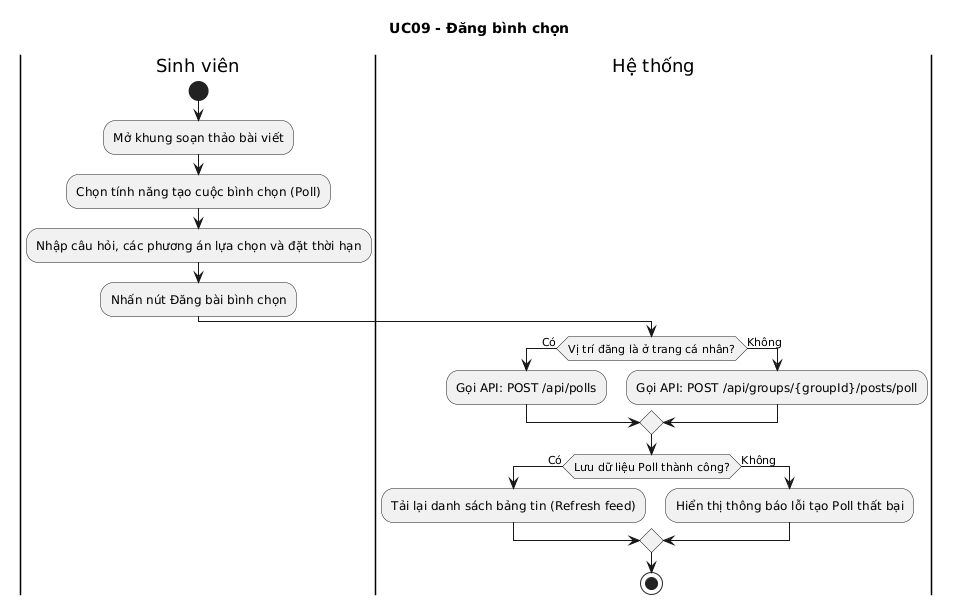 UC09 - Đăng bình chọn
Sinh viên
Hệ thống
Mở khung soạn thảo bài viết
Chọn tính năng tạo cuộc bình chọn (Poll)
Nhập câu hỏi, các phương án lựa chọn và đặt thời hạn
Nhấn nút Đăng bài bình chọn
Có
Vị trí đăng là ở trang cá nhân?
Không
Gọi API: POST /api/polls
Gọi API: POST /api/groups/{groupId}/posts/poll
Có
Lưu dữ liệu Poll thành công?
Không
Tải lại danh sách bảng tin (Refresh feed)
Hiển thị thông báo lỗi tạo Poll thất bại